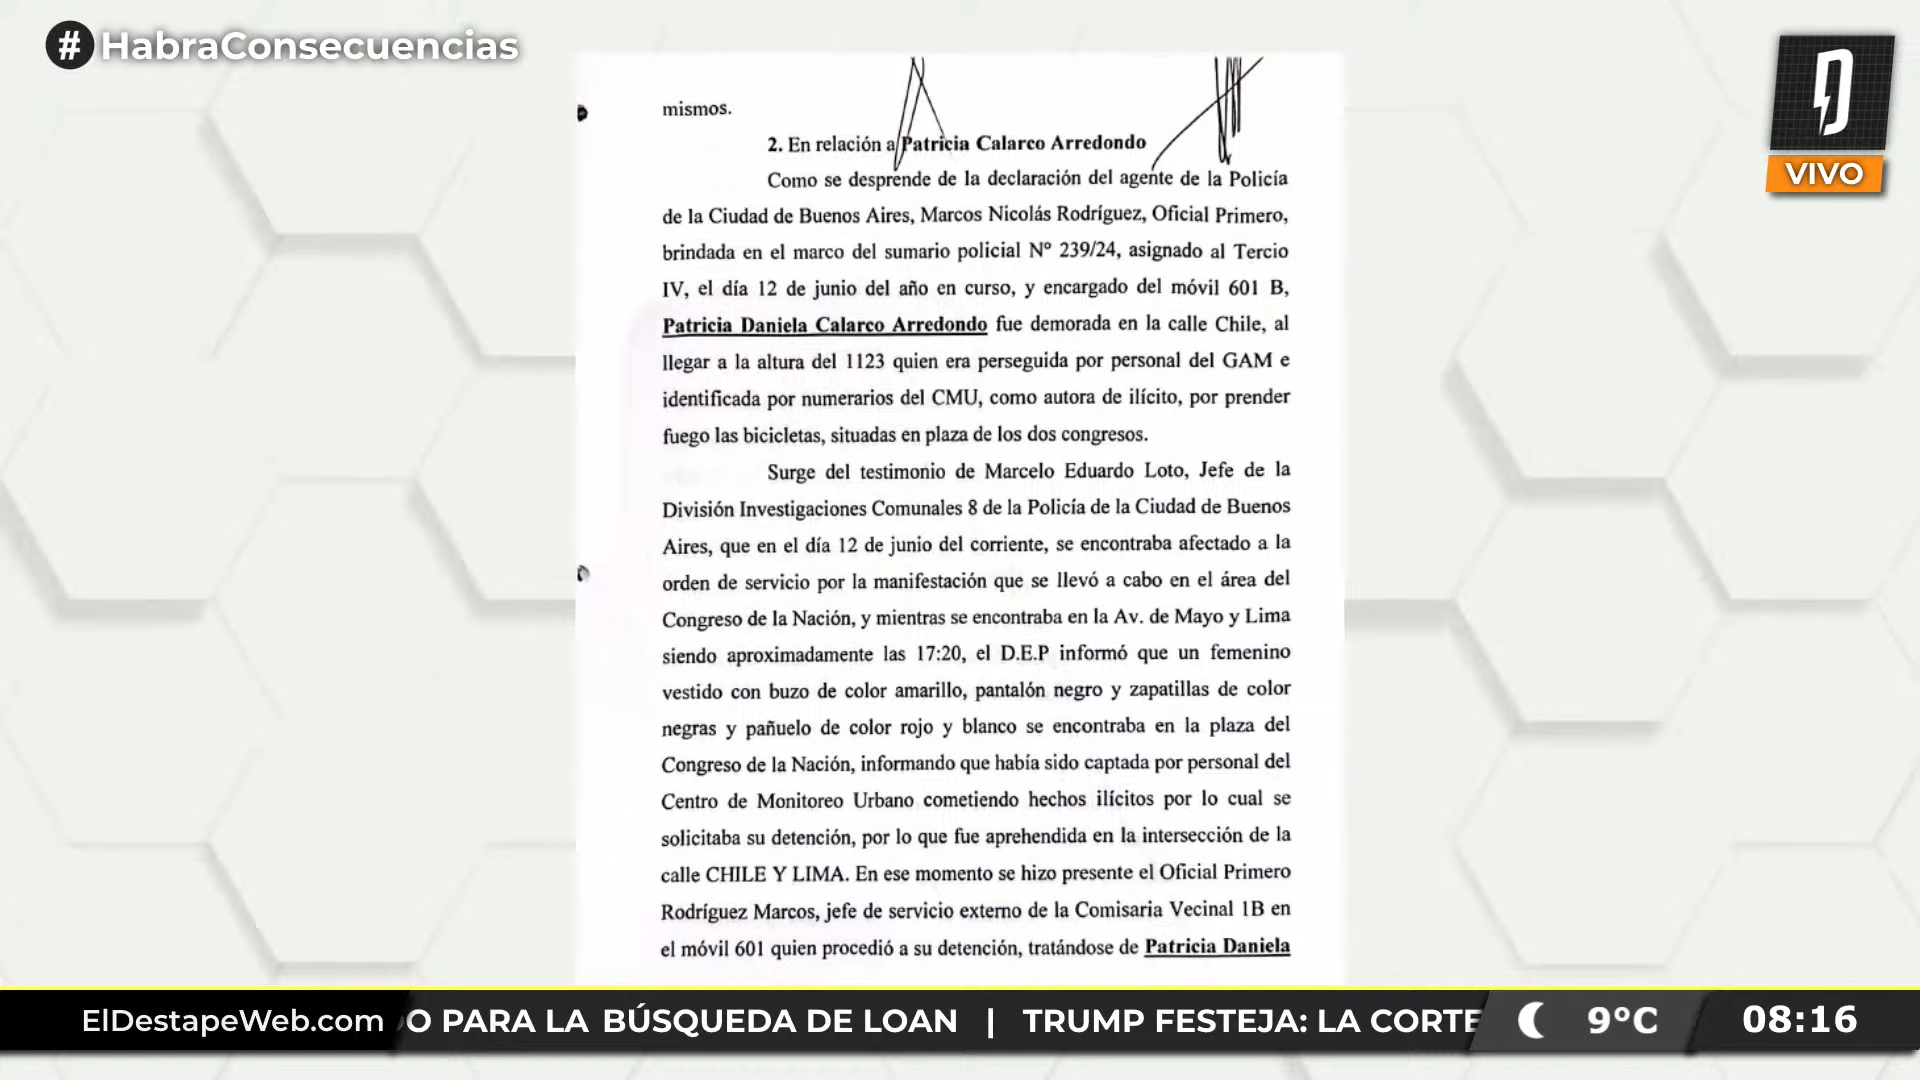 #HabraConsecuencias
VIVO
mismos.
2. En relación a Patricia Calarco Arredondo
Como se desprende de la declaración del agente de la Policía
de la Ciudad de Buenos Aires, Marcos Nicolás Rodríguez, Oficial Primero,
brindada en el marco del sumario policial Nº 239/24, asignado al Tercio
IV, el día 12 de junio del año en curso, y encargado del móvil 601 B,
Patricia Daniela Calarco Arredondo fue demorada en la calle Chile, al
llegar a la altura del 1123 quien era perseguida por personal del GAM e
identificada por numerarios del CMU, como autora de ilícito, por prender
fuego las bicicletas, situadas en plaza de los dos congresos.
Surge del testimonio de Marcelo Eduardo Loto, Jefe de la
División Investigaciones Comunales 8 de la Policía de la Ciudad de Buenos
Aires, que en el día 12 de junio del corriente, se encontraba afectado a la
orden de servicio por la manifestación que se llevó a cabo en el área del
Congreso de la Nación, y mientras se encontraba en la Av. de Mayo y Lima
siendo aproximadamente las 17:20, el D.E.P informó que un femenino
vestido con buzo de color amarillo, pantalón negro y zapatillas de color
negras y pañuelo de color rojo y blanco se encontraba en la plaza del
Congreso de la Nación, informando que había sido captada por personal del
Centro de Monitoreo Urbano cometiendo hechos ilícitos por lo cual se
solicitaba su detención, por lo que fue aprehendida en la intersección de la
calle CHILE Y LIMA. En ese momento se hizo presente el Oficial Primero
Rodríguez Marcos, jefe de servicio externo de la Comisaria Vecinal 1B en
el móvil 601 quien procedió a su detención, tratándose de Patricia Daniela
ElDestapeWeb.com O PARA LA BÚSQUEDA DE LOAN | TRUMP FESTEJA: LA CORTE 9°C 08:16